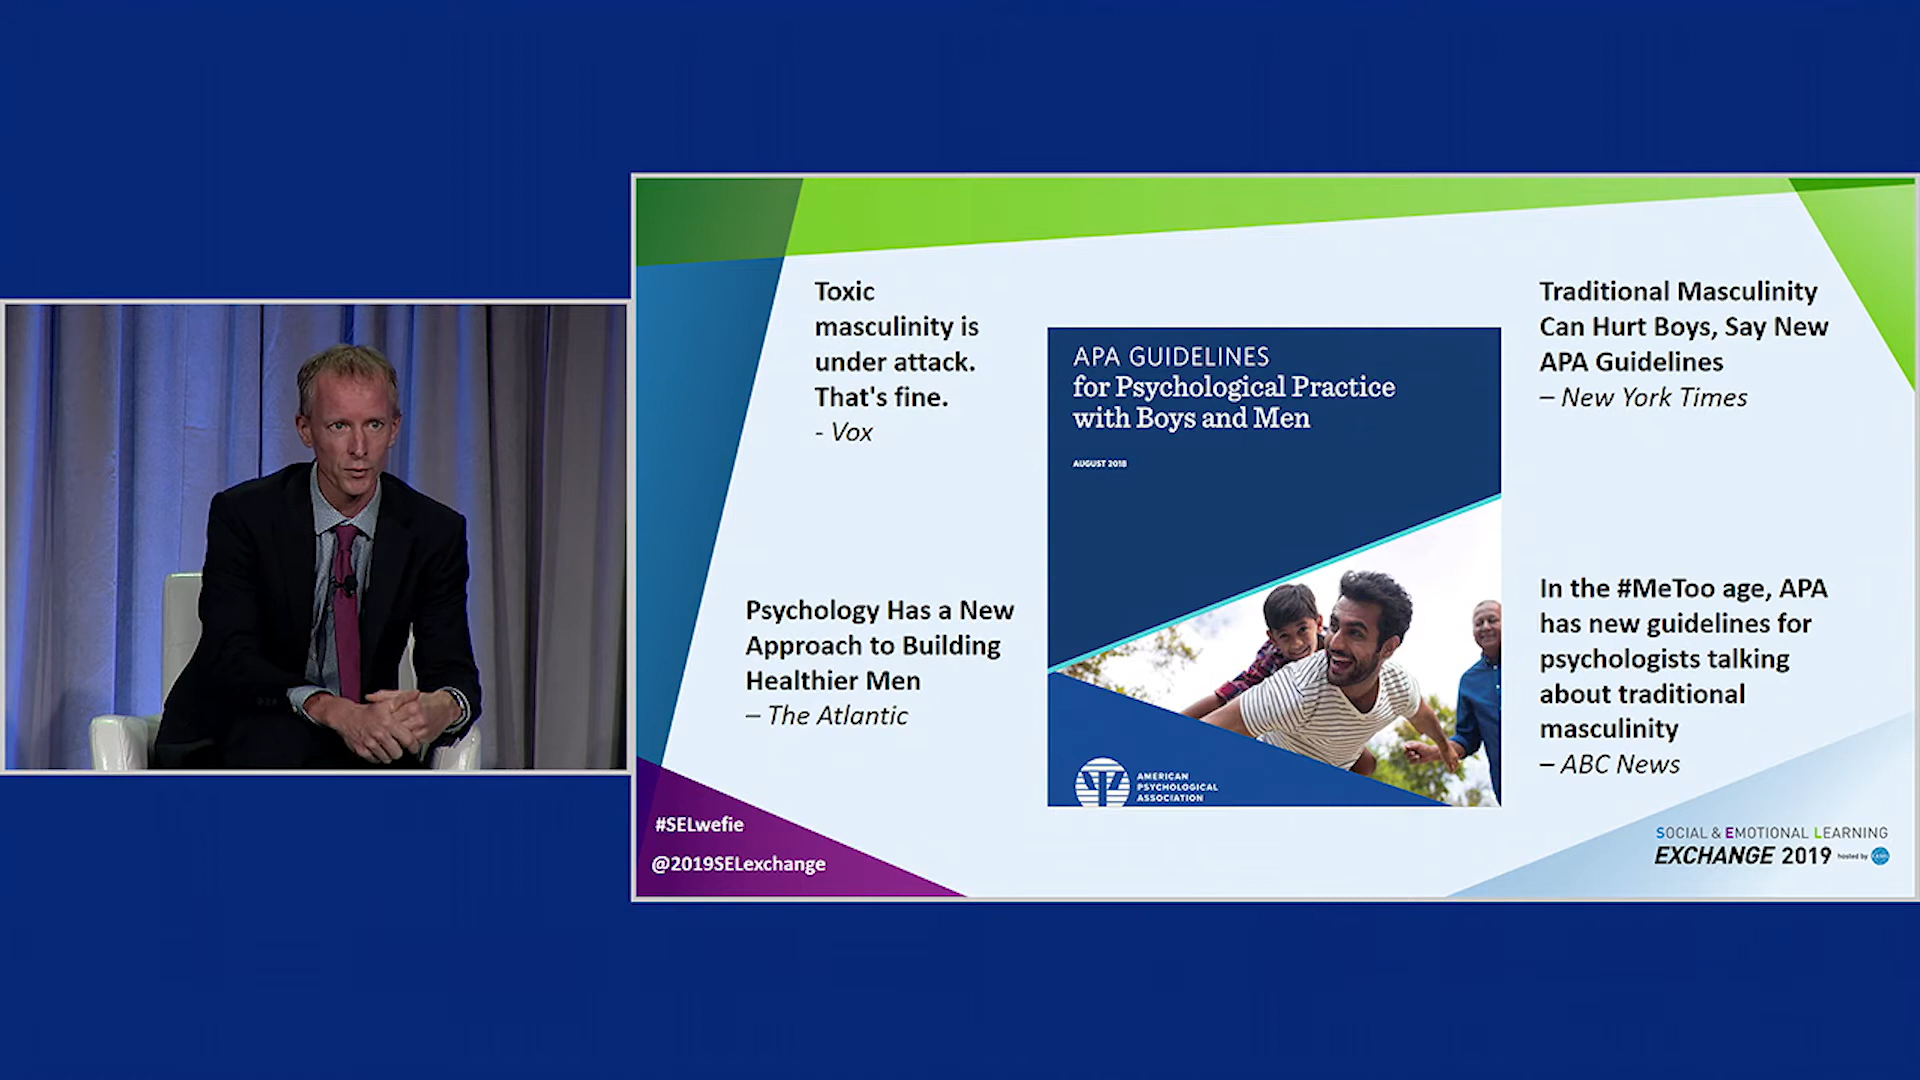 Toxic
masculinity is
under attack.
That's fine.
- Vox
Psychology Has a New
Approach to Building
Healthier Men
– The Atlantic
APA GUIDELINES
for Psychological Practice
with Boys and Men
AUGUST 2018
AMERICAN
PSYCHOLOGICAL
ASSOCIATION
Traditional Masculinity
Can Hurt Boys, Say New
APA Guidelines
– New York Times
In the #MeToo age, APA
has new guidelines for
psychologists talking
about traditional
masculinity
– ABC News
#SELwefie
@2019SELexchange
SOCIAL & EMOTIONAL LEARNING
EXCHANGE 2019 hosted by